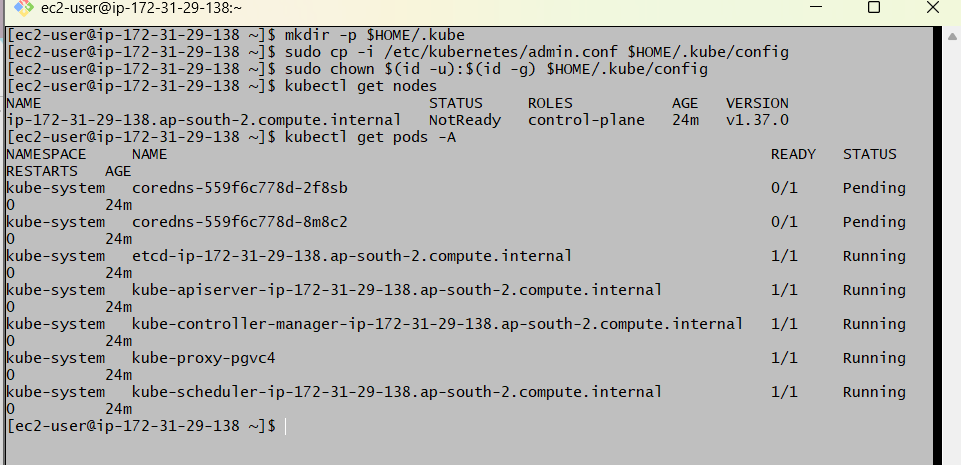 ec2-user@ip-172-31-29-138:~
[ec2-user@ip-172-31-29-138 ~]$ mkdir -p $HOME/.kube
[ec2-user@ip-172-31-29-138 ~]$ sudo cp -i /etc/kubernetes/admin.conf $HOME/.kube/config
[ec2-user@ip-172-31-29-138 ~]$ sudo chown $(id -u):$(id -g) $HOME/.kube/config
[ec2-user@ip-172-31-29-138 ~]$ kubectl get nodes
NAME STATUS ROLES AGE VERSION
ip-172-31-29-138.ap-south-2.compute.internal NotReady control-plane 24m v1.37.0
[ec2-user@ip-172-31-29-138 ~]$ kubectl get pods -A
NAMESPACE NAME READY STATUS
RESTARTS AGE
kube-system coredns-559f6c778d-2f8sb 0/1 Pending
0 24m
kube-system coredns-559f6c778d-8m8c2 0/1 Pending
0 24m
kube-system etcd-ip-172-31-29-138.ap-south-2.compute.internal 1/1 Running
0 24m
kube-system kube-apiserver-ip-172-31-29-138.ap-south-2.compute.internal 1/1 Running
0 24m
kube-system kube-controller-manager-ip-172-31-29-138.ap-south-2.compute.internal 1/1 Running
0 24m
kube-system kube-proxy-pgvc4 1/1 Running
0 24m
kube-system kube-scheduler-ip-172-31-29-138.ap-south-2.compute.internal 1/1 Running
0 24m
[ec2-user@ip-172-31-29-138 ~]$